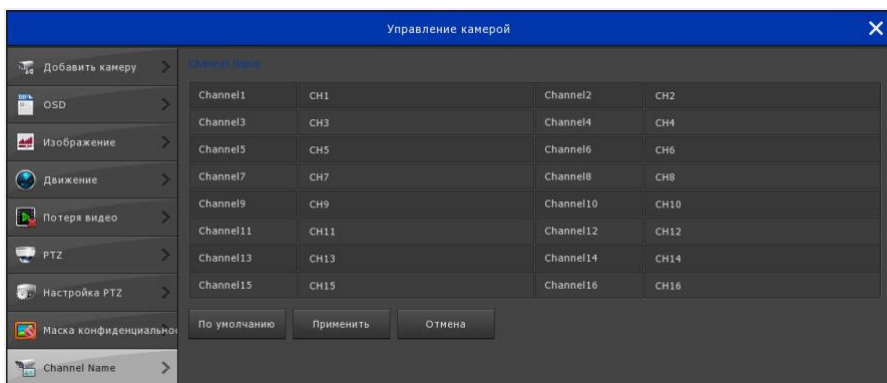 Управление камерой
Добавить камеру
OSD
Изображение
Движение
Потеря видео
PTZ
Настройка PTZ
Маска конфиденциально
Channel Name
Channel Name
Channel1 CH1 Channel2 CH2
Channel3 CH3 Channel4 CH4
Channel5 CH5 Channel6 CH6
Channel7 CH7 Channel8 CH8
Channel9 CH9 Channel10 CH10
Channel11 CH11 Channel12 CH12
Channel13 CH13 Channel14 CH14
Channel15 CH15 Channel16 CH16
По умолчанию Применить Отмена